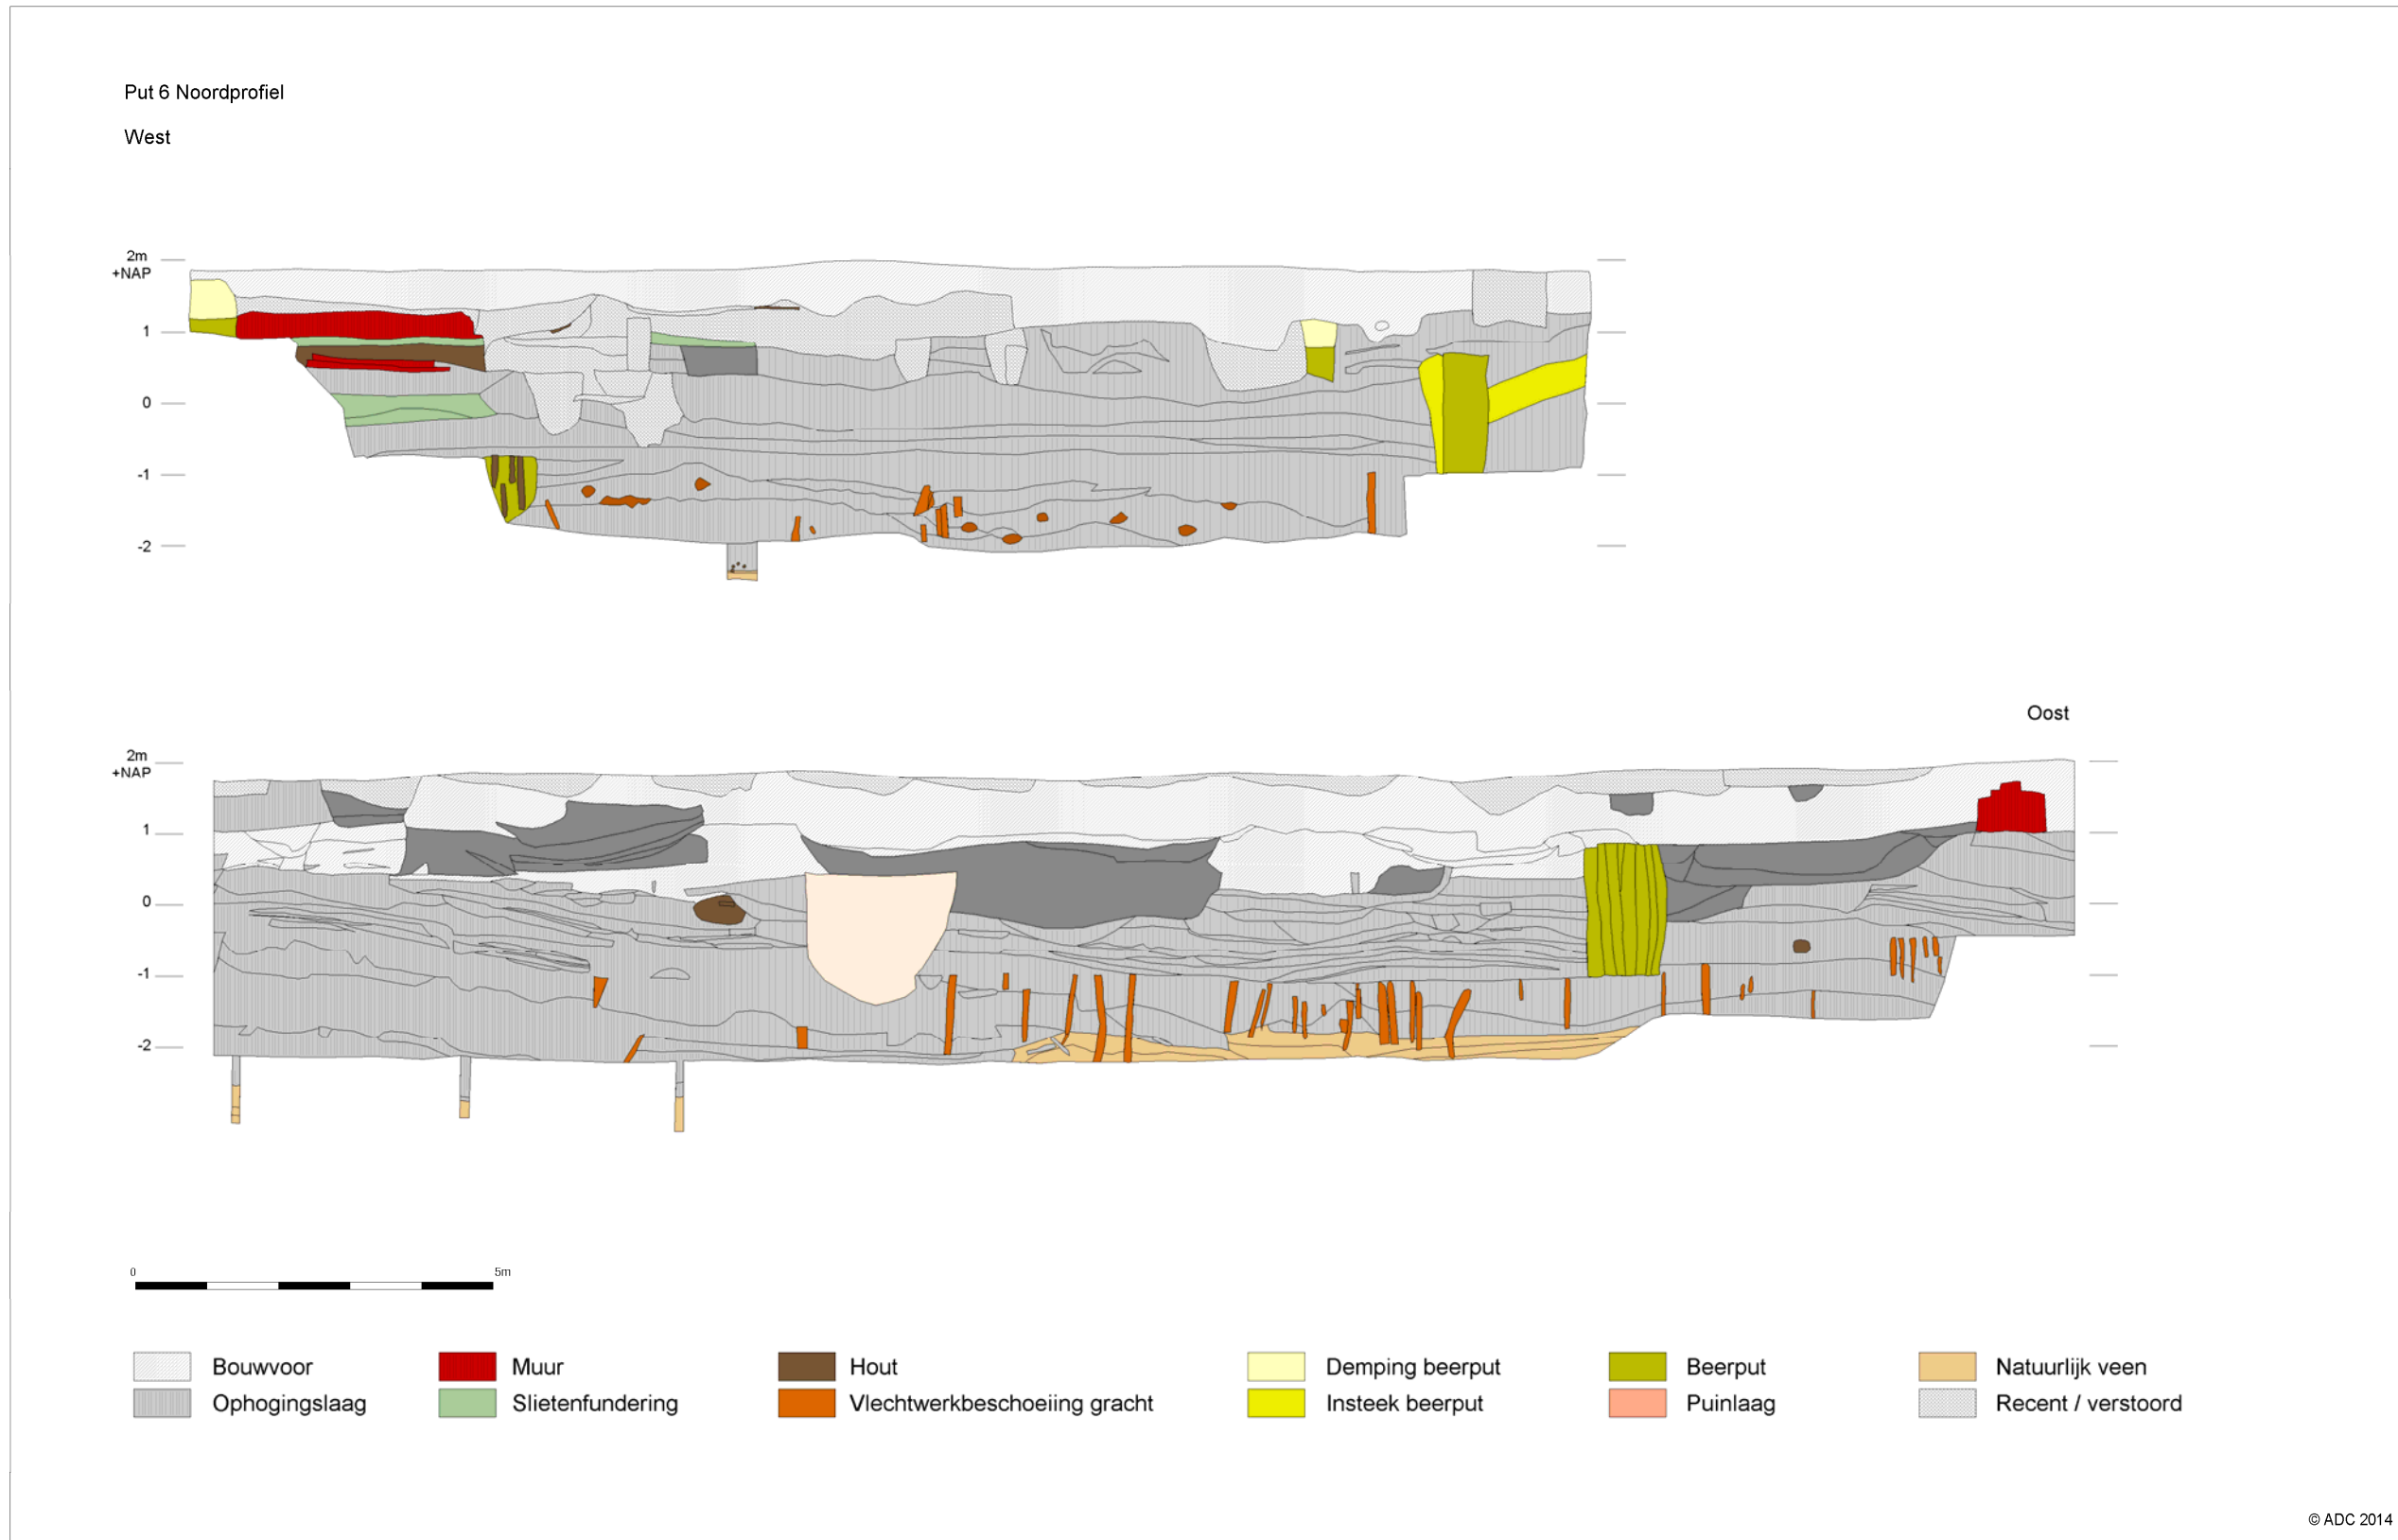 Put 6 Noordprofiel
West
2m
+NAP
1
0
-1
-2
Oost
2m
+NAP
1
0
-1
-2
0 5m
Bouwvoor Muur Hout Demping beerput Beerput Natuurlijk veen
Ophogingslaag Slietenfundering Vlechtwerkbeschoeiing gracht Insteek beerput Puinlaag Recent / verstoord
© ADC 2014